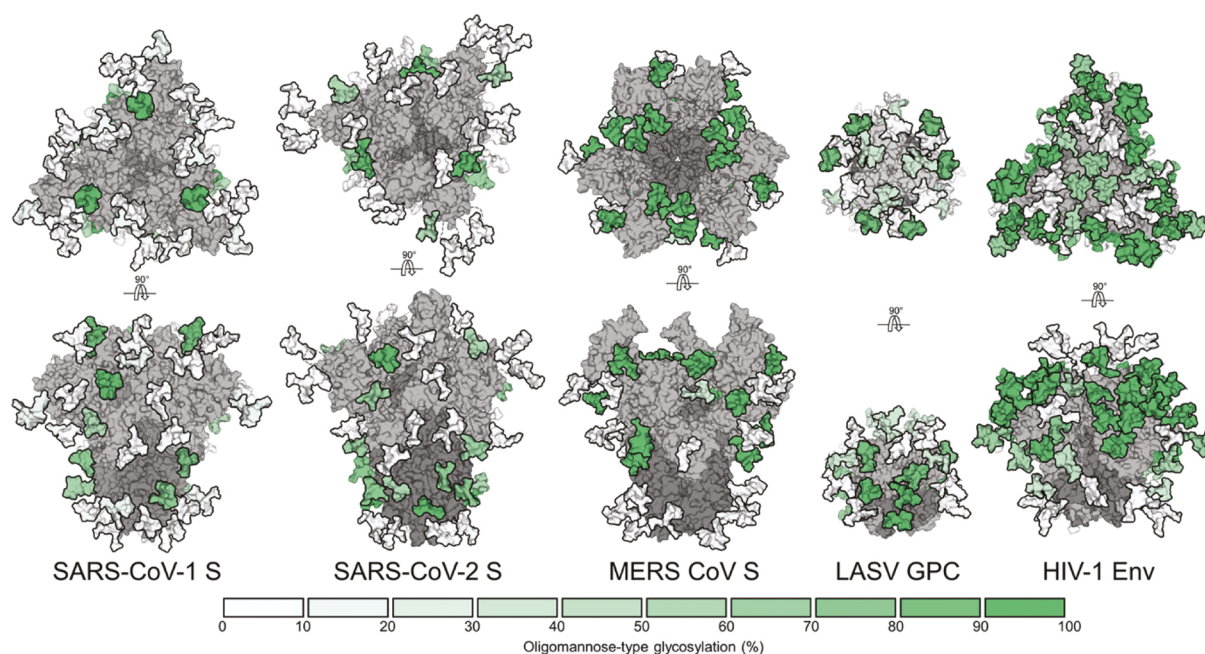 90°
90°
90°
90°
90°
SARS-CoV-1 S
SARS-CoV-2 S
MERS CoV S
LASV GPC
HIV-1 Env
0 10 20 30 40 50 60 70 80 90 100
Oligomannose-type glycosylation (%)